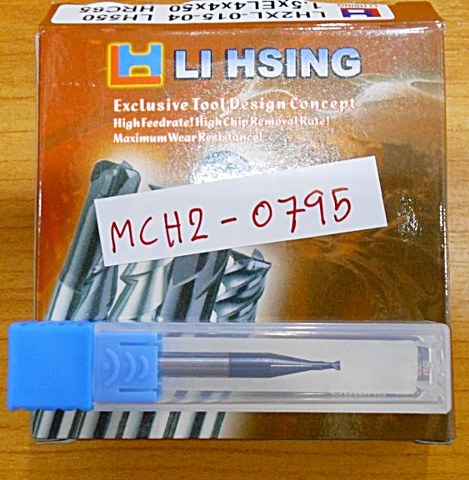 LH2XL-015-04 LH550
1.5xEL4x4x50 HRC65
LI HSING
Exclusive Tool Design Concept
High Feedrate! High Chip Removal Rate!
Maximum Wear Resistance!
MCH2-0795